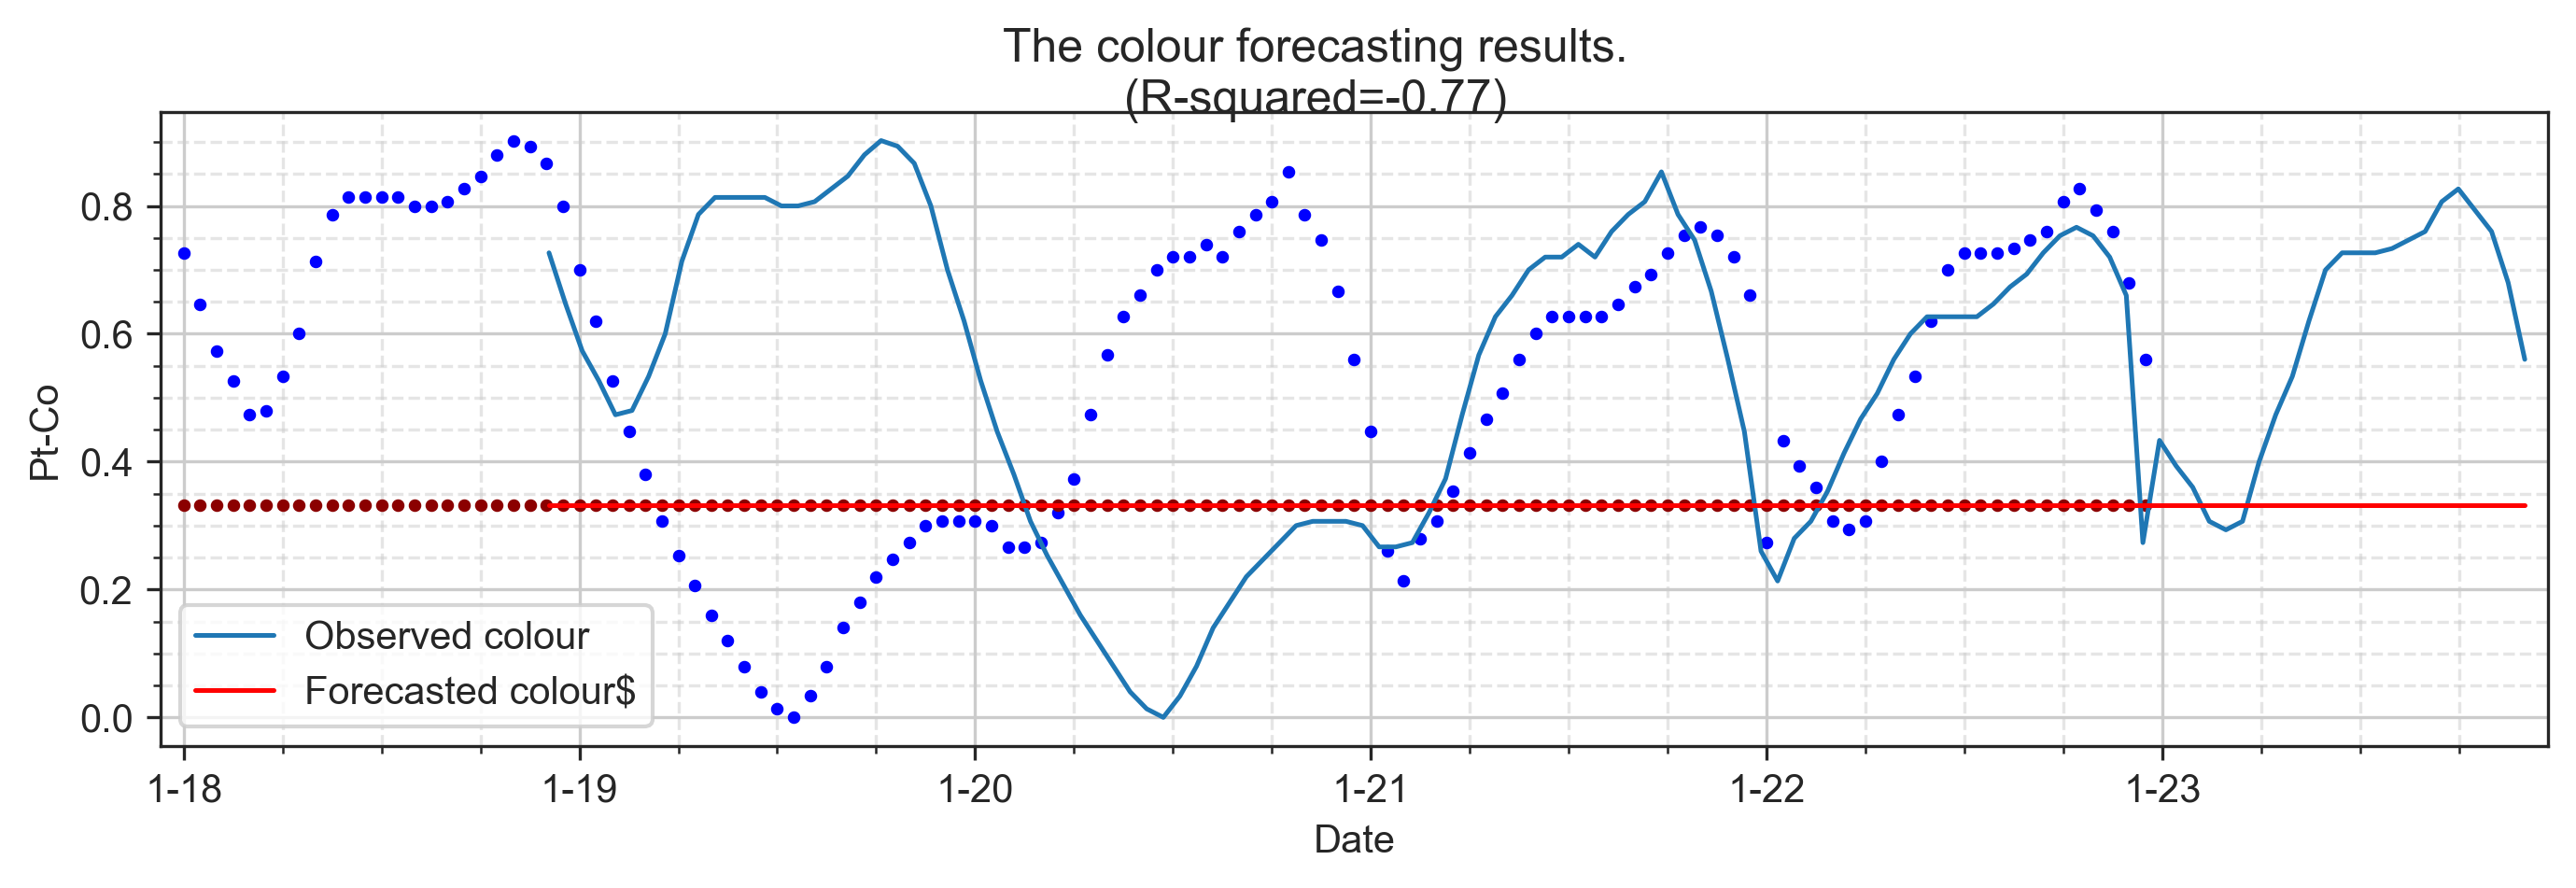 The colour forecasting results.
(R-squared=-0.77)
Pt-Co
0.8
0.6
0.4
0.2
0.0
Observed colour
Forecasted colour$
1-18
1-19
1-20
1-21
1-22
1-23
Date